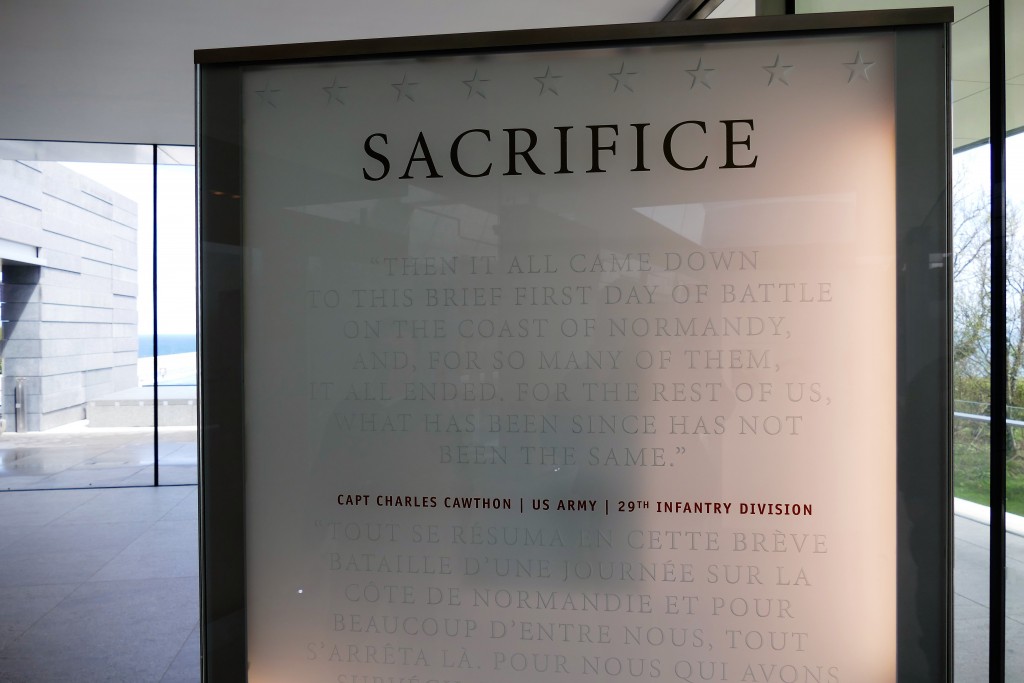 SACRIFICE
“THEN IT ALL CAME DOWN
TO THIS BRIEF FIRST DAY OF BATTLE
ON THE COAST OF NORMANDY,
AND, FOR SO MANY OF THEM,
IT ALL ENDED. FOR THE REST OF US,
WHAT HAS BEEN SINCE HAS NOT
BEEN THE SAME.”
CAPT CHARLES CAWTHON | US ARMY | 29TH INFANTRY DIVISION
“TOUT SE RÉSUMA EN CETTE BRÈVE
BATAILLE D’UNE JOURNÉE SUR LA
CÔTE DE NORMANDIE ET POUR
BEAUCOUP D’ENTRE NOUS, TOUT
S’ARRÊTA LÀ. POUR NOUS QUI AVONS